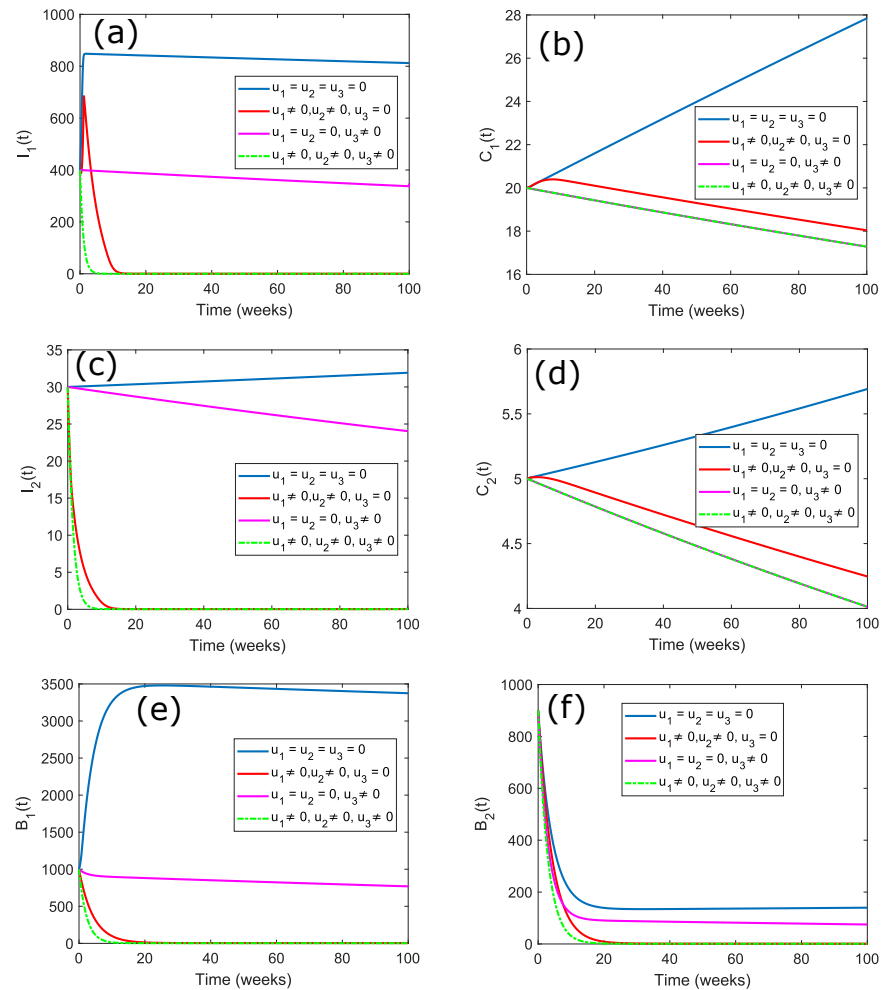 (a)
1000
800
600
400
200
0
I₁(t)
u₁ = u₂ = u₃ = 0
u₁ ≠ 0,u₂ ≠ 0, u₃ = 0
u₁ = u₂ = 0, u₃ ≠ 0
u₁ ≠ 0, u₂ ≠ 0, u₃ ≠ 0
0 20 40 60 80 100
Time (weeks)
(b)
28
26
24
22
20
18
16
C₁(t)
u₁ = u₂ = u₃ = 0
u₁ ≠ 0,u₂ ≠ 0, u₃ = 0
u₁ = u₂ = 0, u₃ ≠ 0
u₁ ≠ 0, u₂ ≠ 0, u₃ ≠ 0
0 20 40 60 80 100
Time (weeks)
(c)
35
30
25
20
15
10
5
0
I₂(t)
u₁ = u₂ = u₃ = 0
u₁ ≠ 0,u₂ ≠ 0, u₃ = 0
u₁ = u₂ = 0, u₃ ≠ 0
u₁ ≠ 0, u₂ ≠ 0, u₃ ≠ 0
0 20 40 60 80 100
Time (weeks)
(d)
6
5.5
5
4.5
4
C₂(t)
u₁ = u₂ = u₃ = 0
u₁ ≠ 0,u₂ ≠ 0, u₃ = 0
u₁ = u₂ = 0, u₃ ≠ 0
u₁ ≠ 0, u₂ ≠ 0, u₃ ≠ 0
0 20 40 60 80 100
Time (weeks)
(e)
3500
3000
2500
2000
1500
1000
500
0
B₁(t)
u₁ = u₂ = u₃ = 0
u₁ ≠ 0,u₂ ≠ 0, u₃ = 0
u₁ = u₂ = 0, u₃ ≠ 0
u₁ ≠ 0, u₂ ≠ 0, u₃ ≠ 0
0 20 40 60 80 100
Time (weeks)
(f)
1000
900
800
700
600
500
400
300
200
100
0
B₂(t)
u₁ = u₂ = u₃ = 0
u₁ ≠ 0,u₂ ≠ 0, u₃ = 0
u₁ = u₂ = 0, u₃ ≠ 0
u₁ ≠ 0, u₂ ≠ 0, u₃ ≠ 0
0 20 40 60 80 100
Time (weeks)